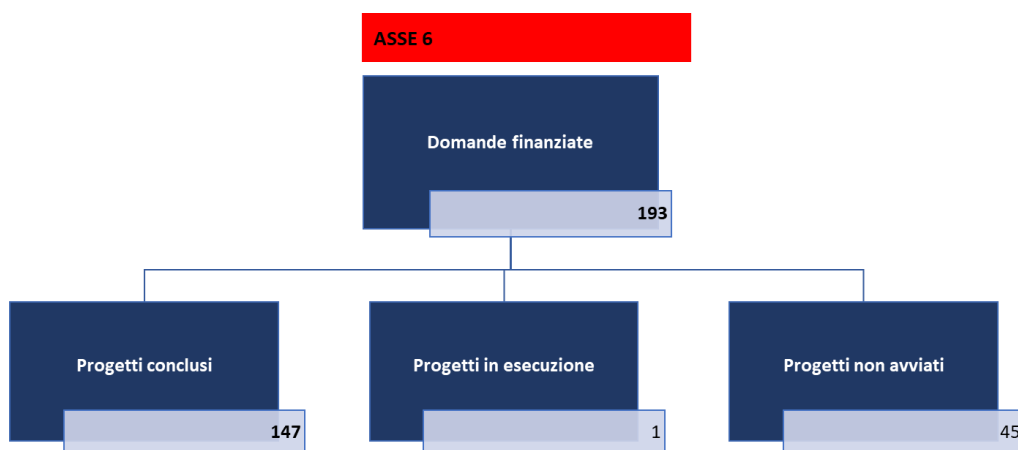 ASSE 6
Domande finanziate
193
Progetti conclusi
147
Progetti in esecuzione
1
Progetti non avviati
45